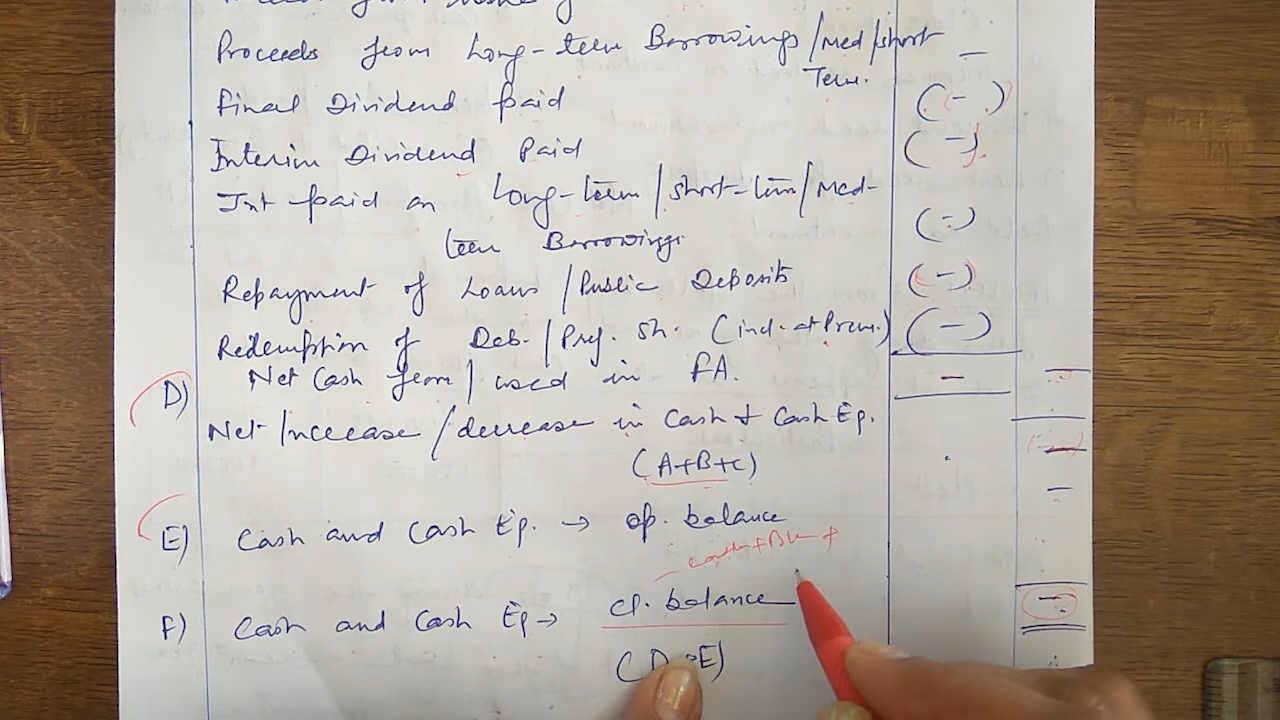 Proceeds from Long-term Borrowings/Med/short —
Term.
Final Dividend Paid (-)
Interim Dividend Paid (-)
Int paid on Long-term/short-term/Med-
term Borrowings (-)
Repayment of Loans/Public Deposits (-)
Redemption of Deb./Pref. Sh. (incl. at Prem.) (-)
D) Net Cash from/used in FA. —
Net Increase/decrease in Cash & Cash Eq.
(A+B+C)
E) Cash and Cash Eq. → op. balance
cash+Bk+
F) Cash and Cash Eq → cl. balance
(D+E)